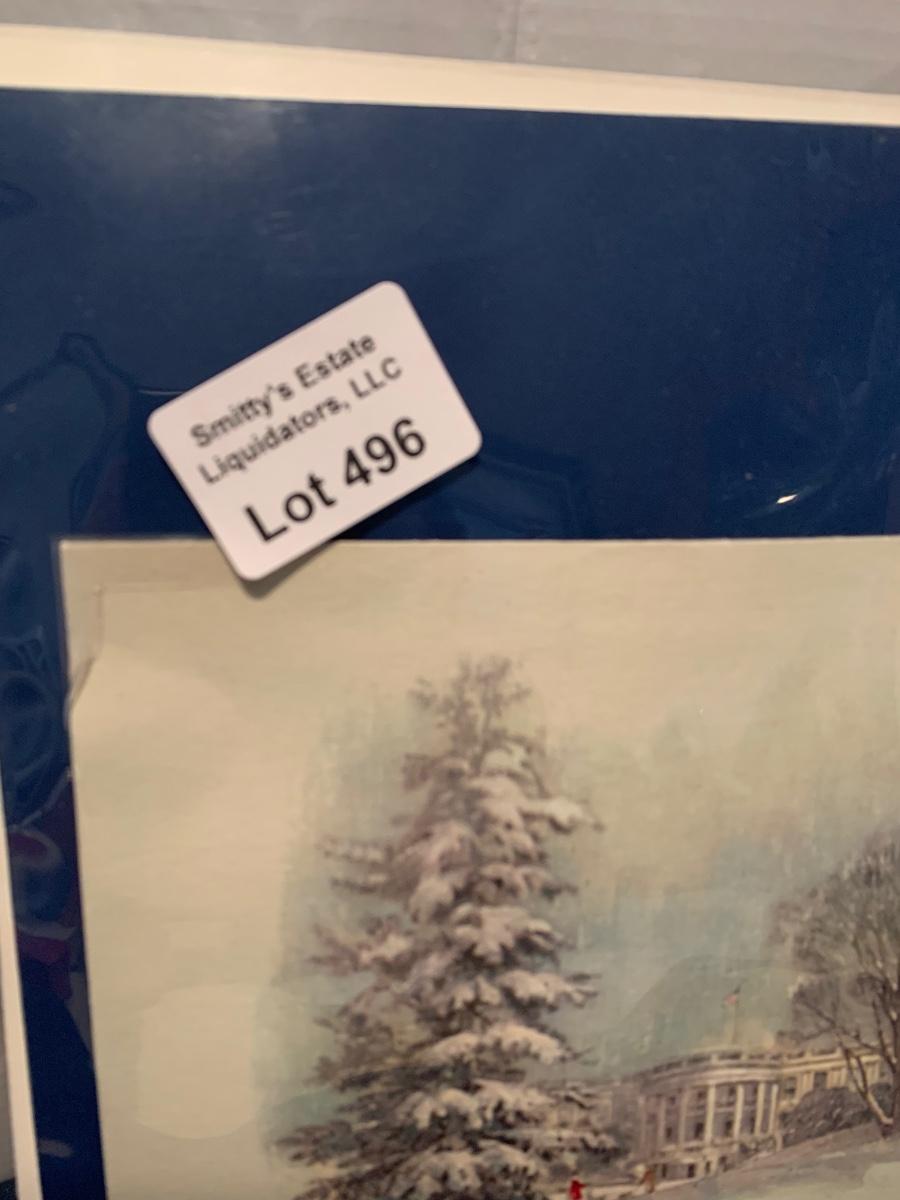 Smitty's Estate
Liquidators, LLC
Lot 496